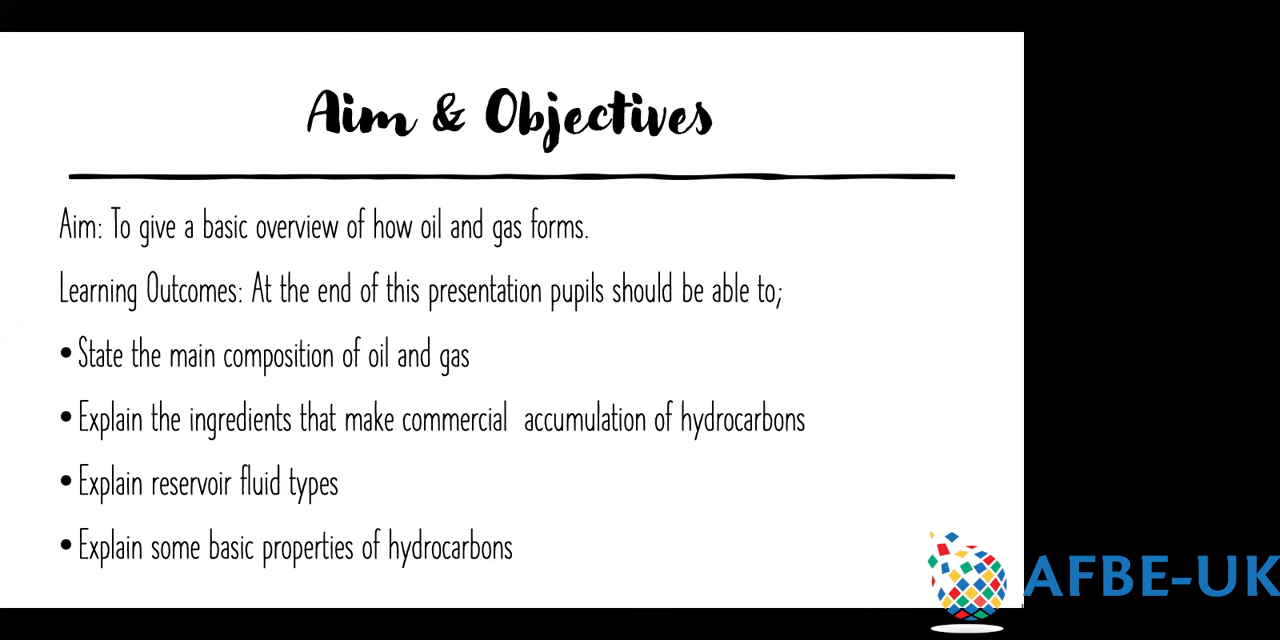 Aim & Objectives
Aim: To give a basic overview of how oil and gas forms.
Learning Outcomes: At the end of this presentation pupils should be able to;
• State the main composition of oil and gas
• Explain the ingredients that make commercial  accumulation of hydrocarbons
• Explain reservoir fluid types
• Explain some basic properties of hydrocarbons
AFBE-UK